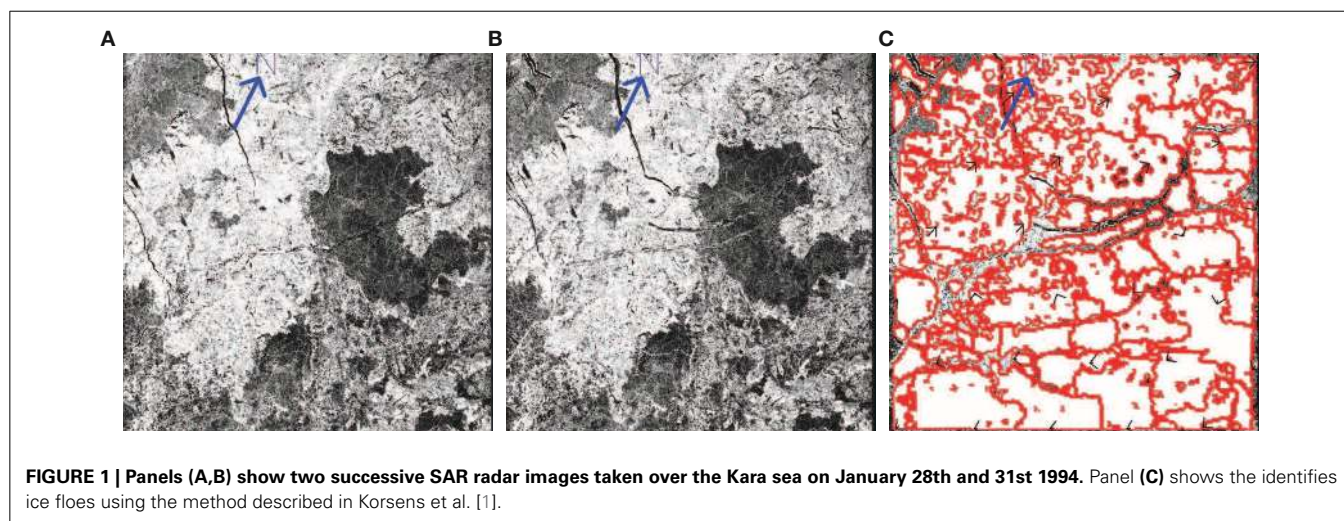 A B C
N N
FIGURE 1 | Panels (A,B) show two successive SAR radar images taken over the Kara sea on January 28th and 31st 1994. Panel (C) shows the identifies
ice floes using the method described in Korsens et al. [1].